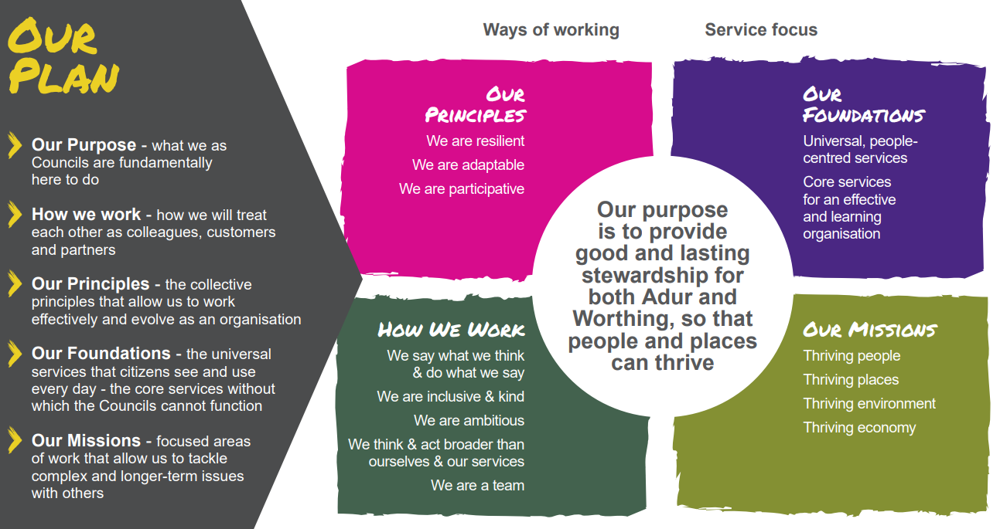 OUR
PLAN
Our Purpose - what we as
Councils are fundamentally
here to do
How we work - how we will treat
each other as colleagues, customers
and partners
Our Principles - the collective
principles that allow us to work
effectively and evolve as an organisation
Our Foundations - the universal
services that citizens see and use
every day - the core services without
which the Councils cannot function
Our Missions - focused areas
of work that allow us to tackle
complex and longer-term issues
with others
Ways of working
Service focus
OUR
PRINCIPLES
We are resilient
We are adaptable
We are participative
OUR
FOUNDATIONS
Universal, people-
centred services
Core services
for an effective
and learning
organisation
Our purpose
is to provide
good and lasting
stewardship for
both Adur and
Worthing, so that
people and places
can thrive
HOW WE WORK
We say what we think
& do what we say
We are inclusive & kind
We are ambitious
We think & act broader than
ourselves & our services
We are a team
OUR MISSIONS
Thriving people
Thriving places
Thriving environment
Thriving economy